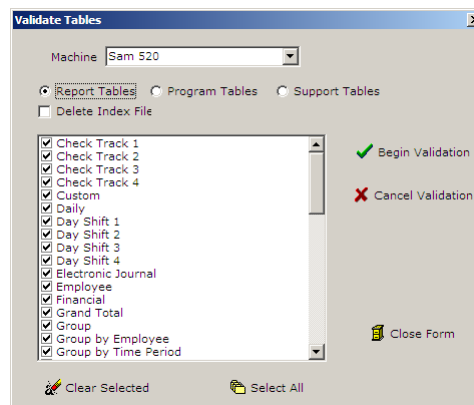 Validate Tables
Machine Sam 520
Report Tables Program Tables Support Tables
Delete Index File
Check Track 1
Check Track 2
Check Track 3
Check Track 4
Custom
Daily
Day Shift 1
Day Shift 2
Day Shift 3
Day Shift 4
Electronic Journal
Employee
Financial
Grand Total
Group
Group by Employee
Group by Time Period
Begin Validation
Cancel Validation
Close Form
Clear Selected Select All